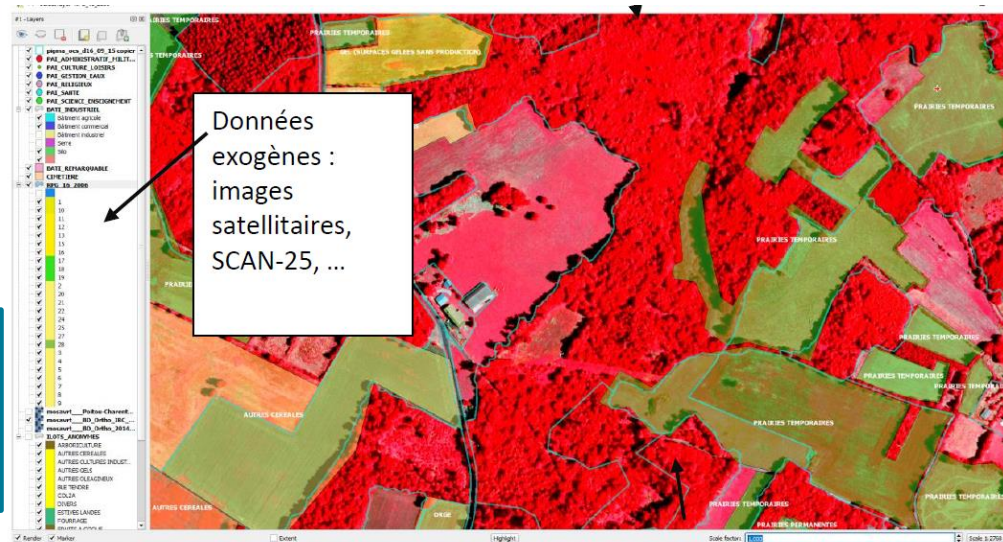 #1 - Layers
pigma_ocs_d16_09_15 copier
PAI_ADMINISTRATIF_MILIT...
PAI_CULTURE_LOISIRS
PAI_GESTION_EAUX
PAI_RELIGIEUX
PAI_SANTE
PAI_SCIENCE_ENSEIGNEMENT
BATI_INDUSTRIEL
Bâtiment agricole
Bâtiment commercial
Bâtiment industriel
Serre
Silo
BATI_REMARQUABLE
CIMETIERE
RPG_16_2006
1
10
11
12
13
15
16
17
18
19
2
20
21
22
24
25
27
28
3
4
5
6
7
8
9
ILOTS_ANONYMES
ARBORICULTURE
AUTRES CEREALES
AUTRES CULTURES INDUST...
AUTRES GELS
AUTRES OLEAGINEUX
BLE TENDRE
COLZA
DIVERS
ESTIVES LANDES
FOURRAGE
Données
exogènes :
images
satellitaires,
SCAN-25, ...
PRAIRIES TEMPORAIRES
GEL (SURFACES GELEES SANS PRODUCTION)
PRAIRIES TEMPORAIRES
PRAIRIES TEMPORAIRES
PRAIRIES TEMPORAIRES
AUTRES CEREALES
PRAIRIES TEMPORAIRES
PRAIRIES TEMPORAIRES
AUTRES CEREALES
ORGE
PRAIRIES TEMPORAIRES
PRAIRIES PERMANENTES
Render
Marker
Extent
Highlight
Scale factor: